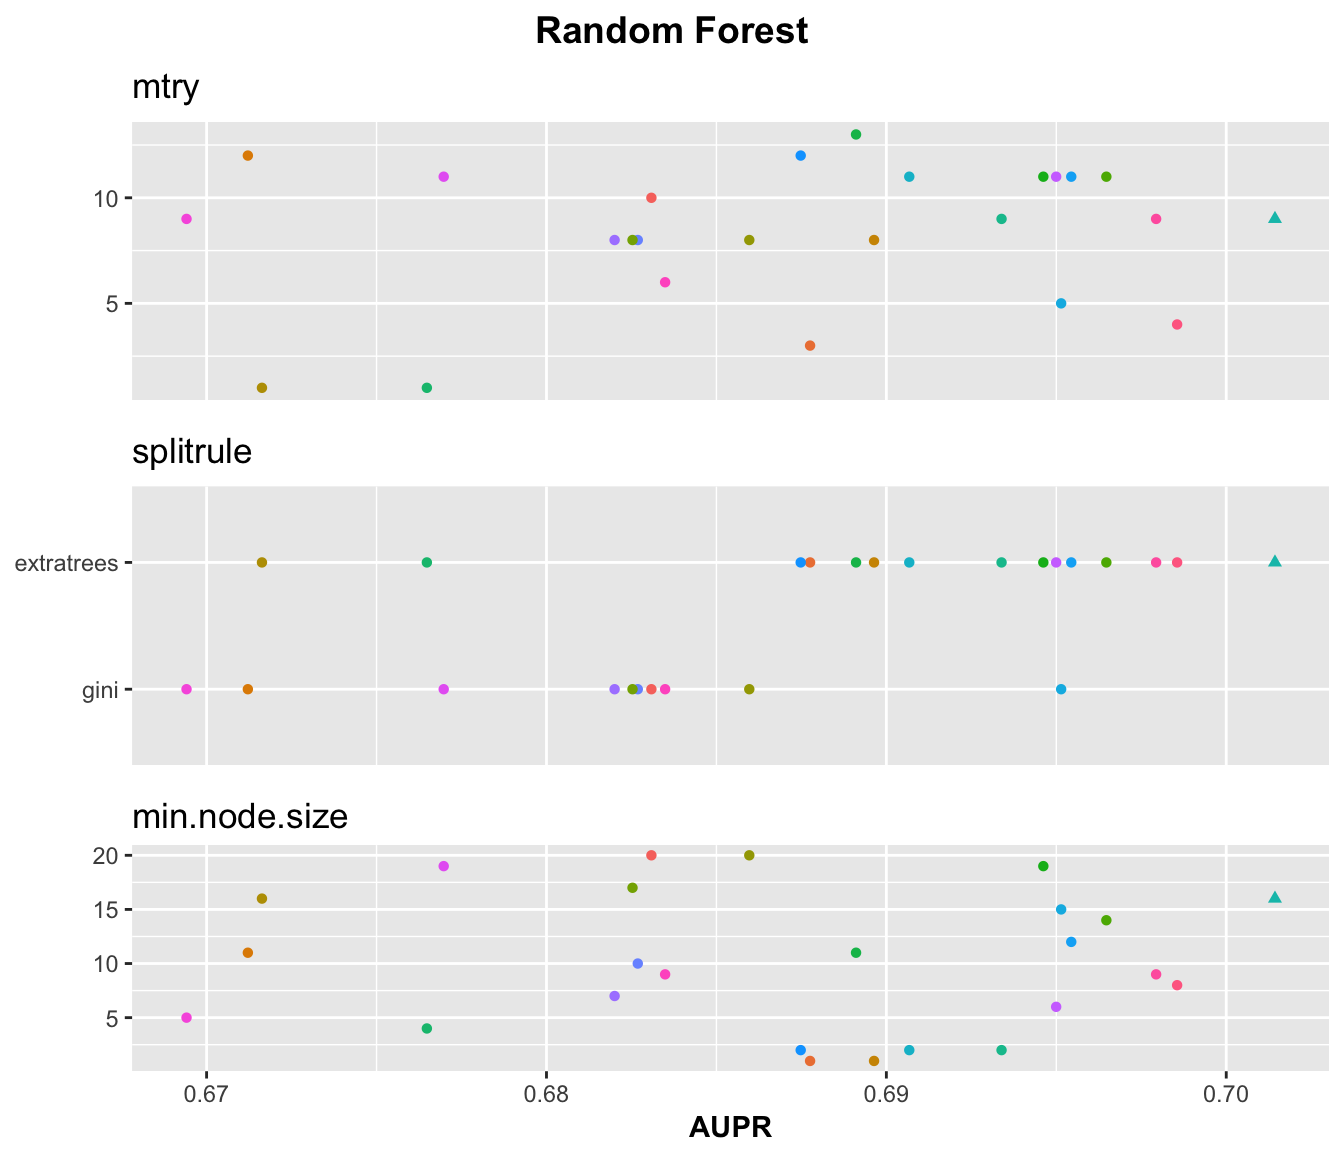 Random Forest
mtry
10
5
splitrule
extratrees
gini
min.node.size
20
15
10
5
0.67 0.68 0.69 0.70
AUPR